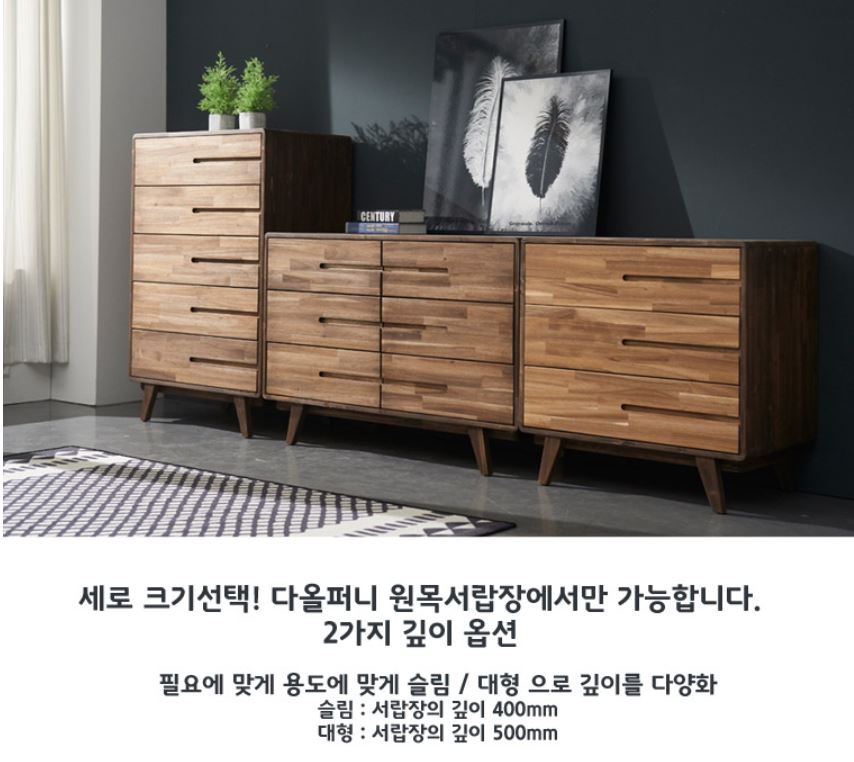 CENTURY
세로 크기선택! 다올퍼니 원목서랍장에서만 가능합니다.
2가지 깊이 옵션
필요에 맞게 용도에 맞게 슬림 / 대형 으로 깊이를 다양화
슬림 : 서랍장의 깊이 400mm
대형 : 서랍장의 깊이 500mm